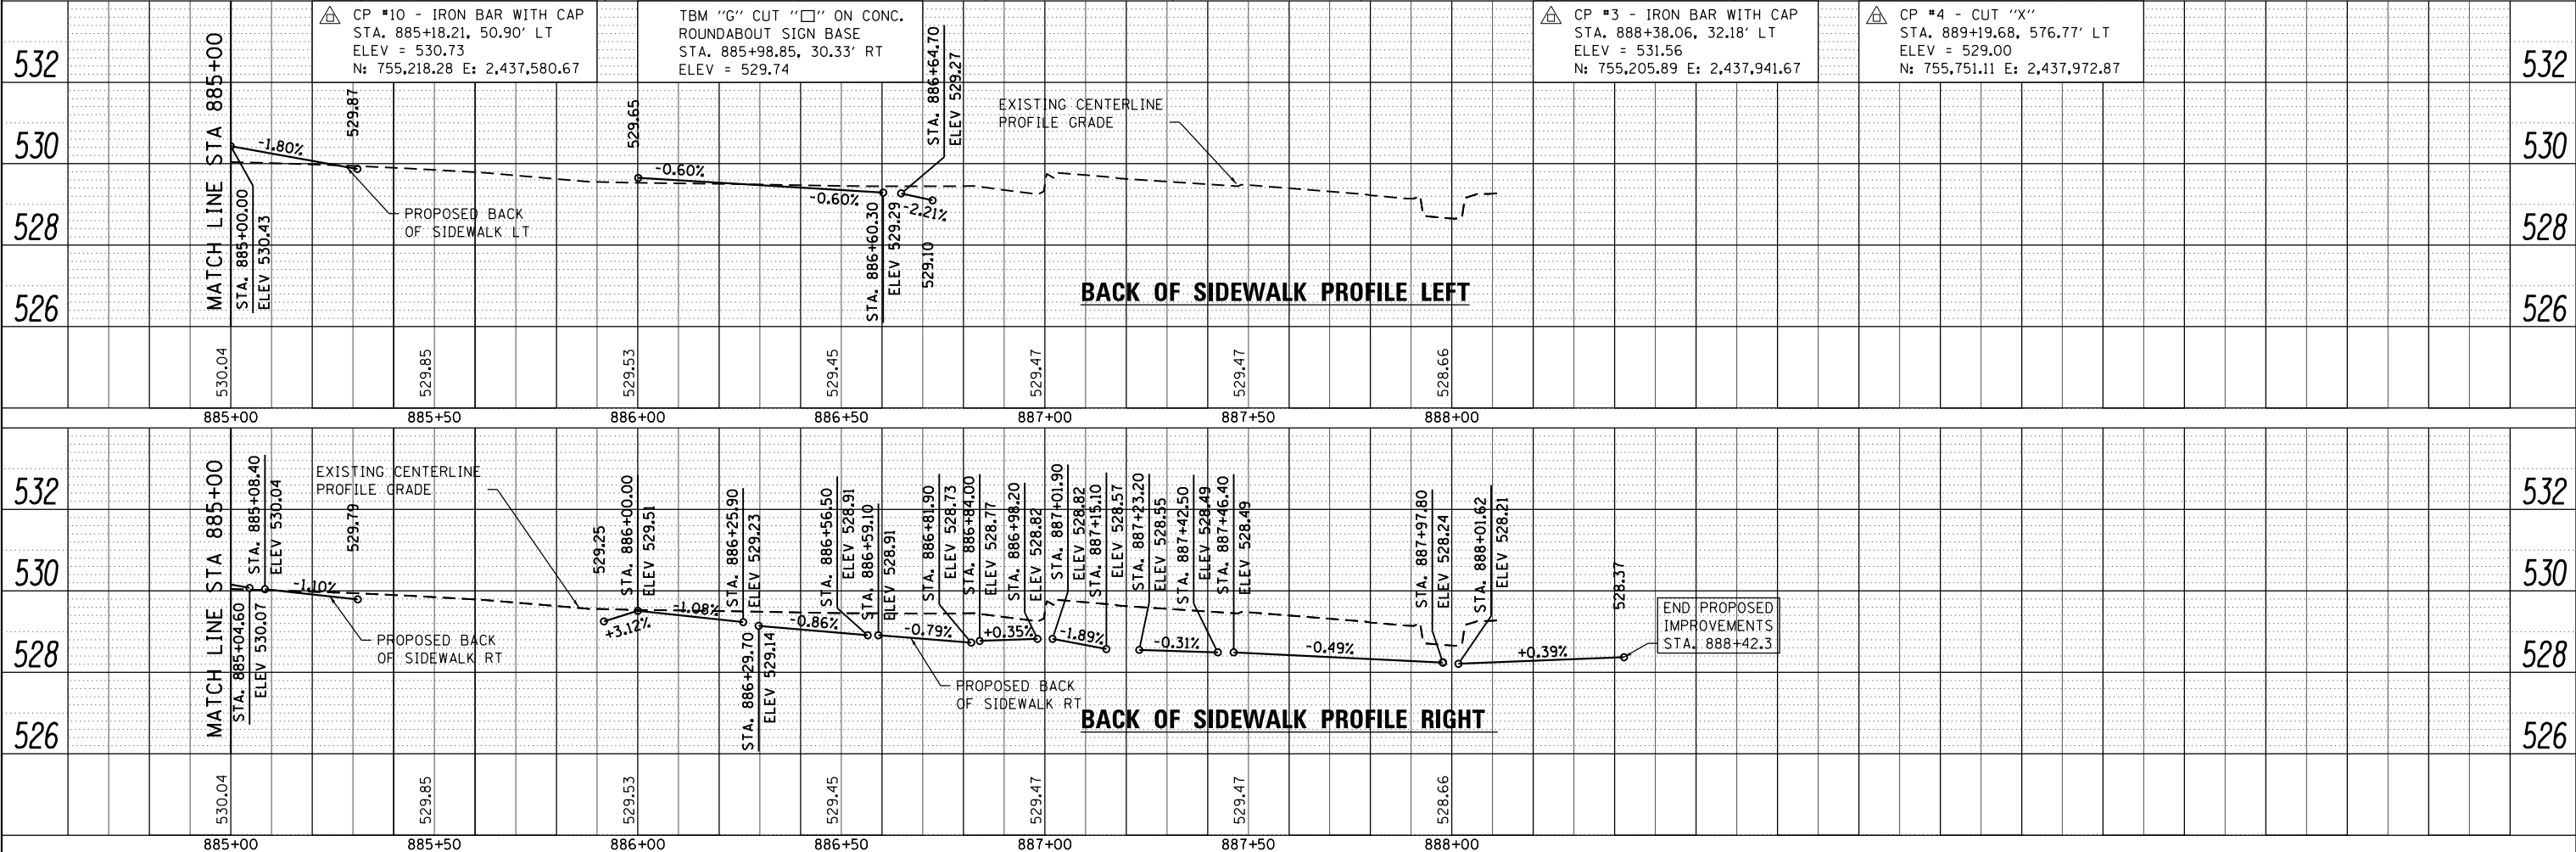 CP #10 - IRON BAR WITH CAP
STA. 885+18.21, 50.90' LT
ELEV = 530.73
N: 755,218.28 E: 2,437,580.67
TBM "G" CUT "□" ON CONC.
ROUNDABOUT SIGN BASE
STA. 885+98.85, 30.33' RT
ELEV = 529.74
CP #3 - IRON BAR WITH CAP
STA. 888+38.06, 32.18' LT
ELEV = 531.56
N: 755,205.89 E: 2,437,941.67
CP #4 - CUT "X"
STA. 889+19.68, 576.77' LT
ELEV = 529.00
N: 755,751.11 E: 2,437,972.87
532
530
528
526
532
530
528
526
MATCH LINE STA 885+00
STA. 885+00.00
ELEV 530.43
-1.80%
529.87
PROPOSED BACK
OF SIDEWALK LT
529.65
-0.60%
-0.60%
STA. 886+60.30
ELEV 529.29
STA. 886+64.70
ELEV 529.27
-2.21%
529.10
EXISTING CENTERLINE
PROFILE GRADE
BACK OF SIDEWALK PROFILE LEFT
530.04
529.85
529.53
529.45
529.47
529.47
528.66
885+00
885+50
886+00
886+50
887+00
887+50
888+00
532
530
528
526
532
530
528
526
MATCH LINE STA 885+00
STA. 885+04.60
ELEV 530.07
STA. 885+08.40
ELEV 530.04
-1.10%
529.79
EXISTING CENTERLINE
PROFILE GRADE
PROPOSED BACK
OF SIDEWALK RT
529.25
+3.12%
STA. 886+00.00
ELEV 529.51
-1.08%
STA. 886+25.90
ELEV 529.23
STA. 886+29.70
ELEV 529.14
-0.86%
STA. 886+56.50
ELEV 528.91
STA. 886+59.10
ELEV 528.91
-0.79%
PROPOSED BACK
OF SIDEWALK RT
STA. 886+81.90
ELEV 528.73
STA. 886+84.00
ELEV 528.77
+0.35%
STA. 886+98.20
ELEV 528.82
STA. 887+01.90
ELEV 528.82
-1.89%
STA. 887+15.10
ELEV 528.57
STA. 887+23.20
ELEV 528.55
-0.31%
STA. 887+42.50
ELEV 528.49
STA. 887+46.40
ELEV 528.49
-0.49%
STA. 887+97.80
ELEV 528.24
STA. 888+01.62
ELEV 528.21
+0.39%
528.37
END PROPOSED
IMPROVEMENTS
STA. 888+42.3
BACK OF SIDEWALK PROFILE RIGHT
530.04
529.85
529.53
529.45
529.47
529.47
528.66
885+00
885+50
886+00
886+50
887+00
887+50
888+00